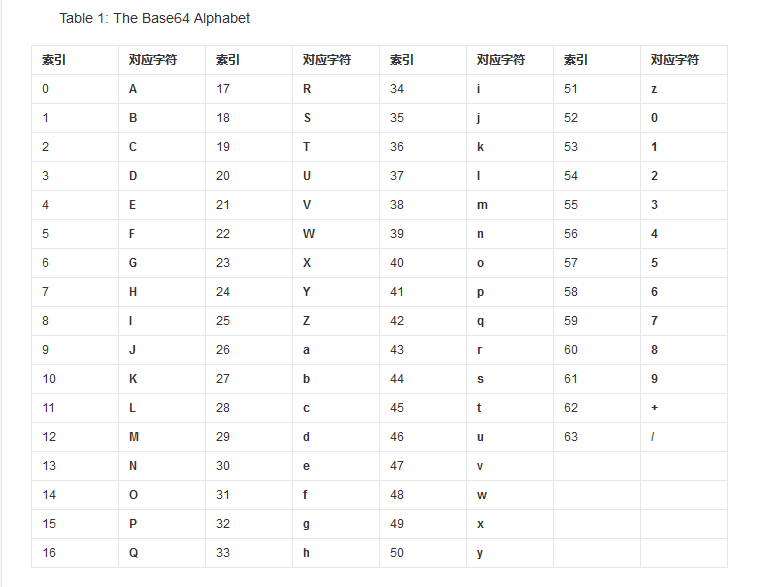 Table 1: The Base64 Alphabet
索引 对应字符 索引 对应字符 索引 对应字符 索引 对应字符
0 A 17 R 34 i 51 z
1 B 18 S 35 j 52 0
2 C 19 T 36 k 53 1
3 D 20 U 37 l 54 2
4 E 21 V 38 m 55 3
5 F 22 W 39 n 56 4
6 G 23 X 40 o 57 5
7 H 24 Y 41 p 58 6
8 I 25 Z 42 q 59 7
9 J 26 a 43 r 60 8
10 K 27 b 44 s 61 9
11 L 28 c 45 t 62 +
12 M 29 d 46 u 63 /
13 N 30 e 47 v
14 O 31 f 48 w
15 P 32 g 49 x
16 Q 33 h 50 y